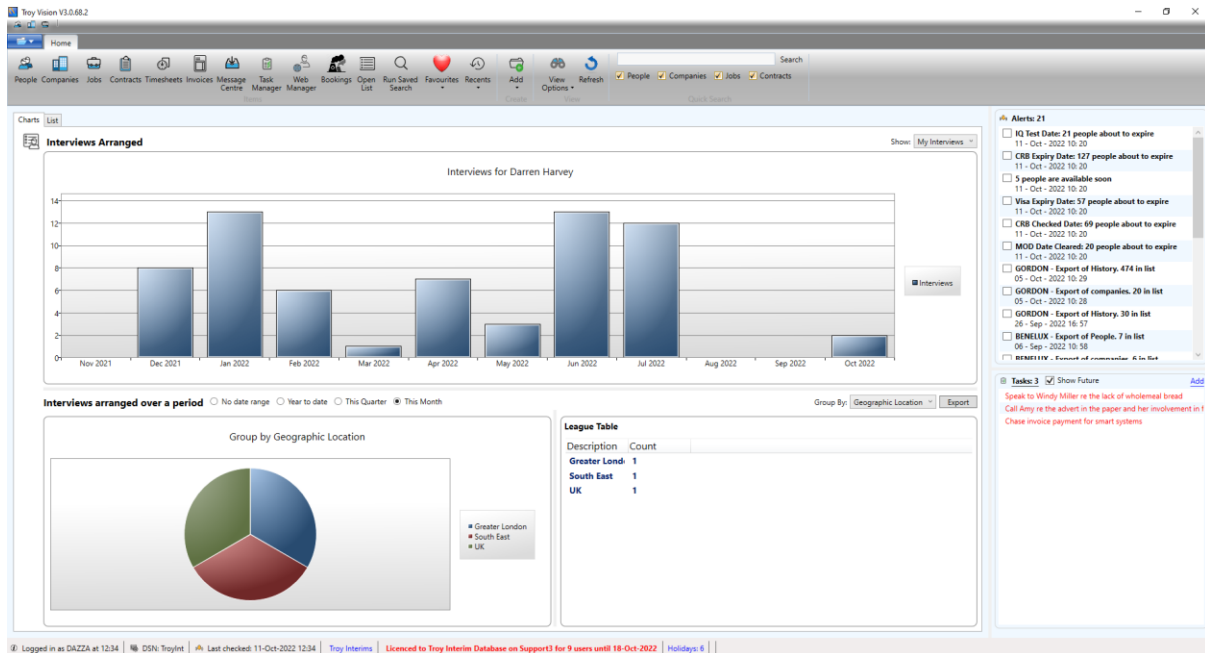 Troy Vision V3.0.68.2
Home
People Companies Jobs Contracts Timesheets Invoices Message Centre Task Manager Web Manager Bookings Open List Run Saved Search Favourites Recents Add View Options Refresh
Search
People Companies Jobs Contracts
Items Create View Quick Search
Charts List
Interviews Arranged
Show: My Interviews
Interviews for Darren Harvey
14
12
10
8
6
4
2
0
Nov 2021 Dec 2021 Jan 2022 Feb 2022 Mar 2022 Apr 2022 May 2022 Jun 2022 Jul 2022 Aug 2022 Sep 2022 Oct 2022
Interviews
Interviews arranged over a period No date range Year to date This Quarter This Month
Group By: Geographic Location Export
Group by Geographic Location
Greater London
South East
UK
League Table
Description Count
Greater Lond 1
South East 1
UK 1
Alerts: 21
IQ Test Date: 21 people about to expire
11 - Oct - 2022 10: 20
CRB Expiry Date: 127 people about to expire
11 - Oct - 2022 10: 20
5 people are available soon
11 - Oct - 2022 10: 20
Visa Expiry Date: 57 people about to expire
11 - Oct - 2022 10: 20
CRB Checked Date: 69 people about to expire
11 - Oct - 2022 10: 20
MOD Date Cleared: 20 people about to expire
11 - Oct - 2022 10: 20
GORDON - Export of History. 474 in list
05 - Oct - 2022 10: 29
GORDON - Export of companies. 20 in list
05 - Oct - 2022 10: 28
GORDON - Export of History. 30 in list
26 - Sep - 2022 16: 57
BENELUX - Export of People. 7 in list
06 - Sep - 2022 10: 58
BENELUX - Export of companies. 6 in list
Tasks: 3 Show Future Add
Speak to Windy Miller re the lack of wholemeal bread
Call Amy re the advert in the paper and her involvement in f
Chase invoice payment for smart systems
Logged in as DAZZA at 12:34 DSN: TroyInt Last checked: 11-Oct-2022 12:34 Troy Interims Licenced to Troy Interim Database on Support3 for 9 users until 18-Oct-2022 Holidays: 6